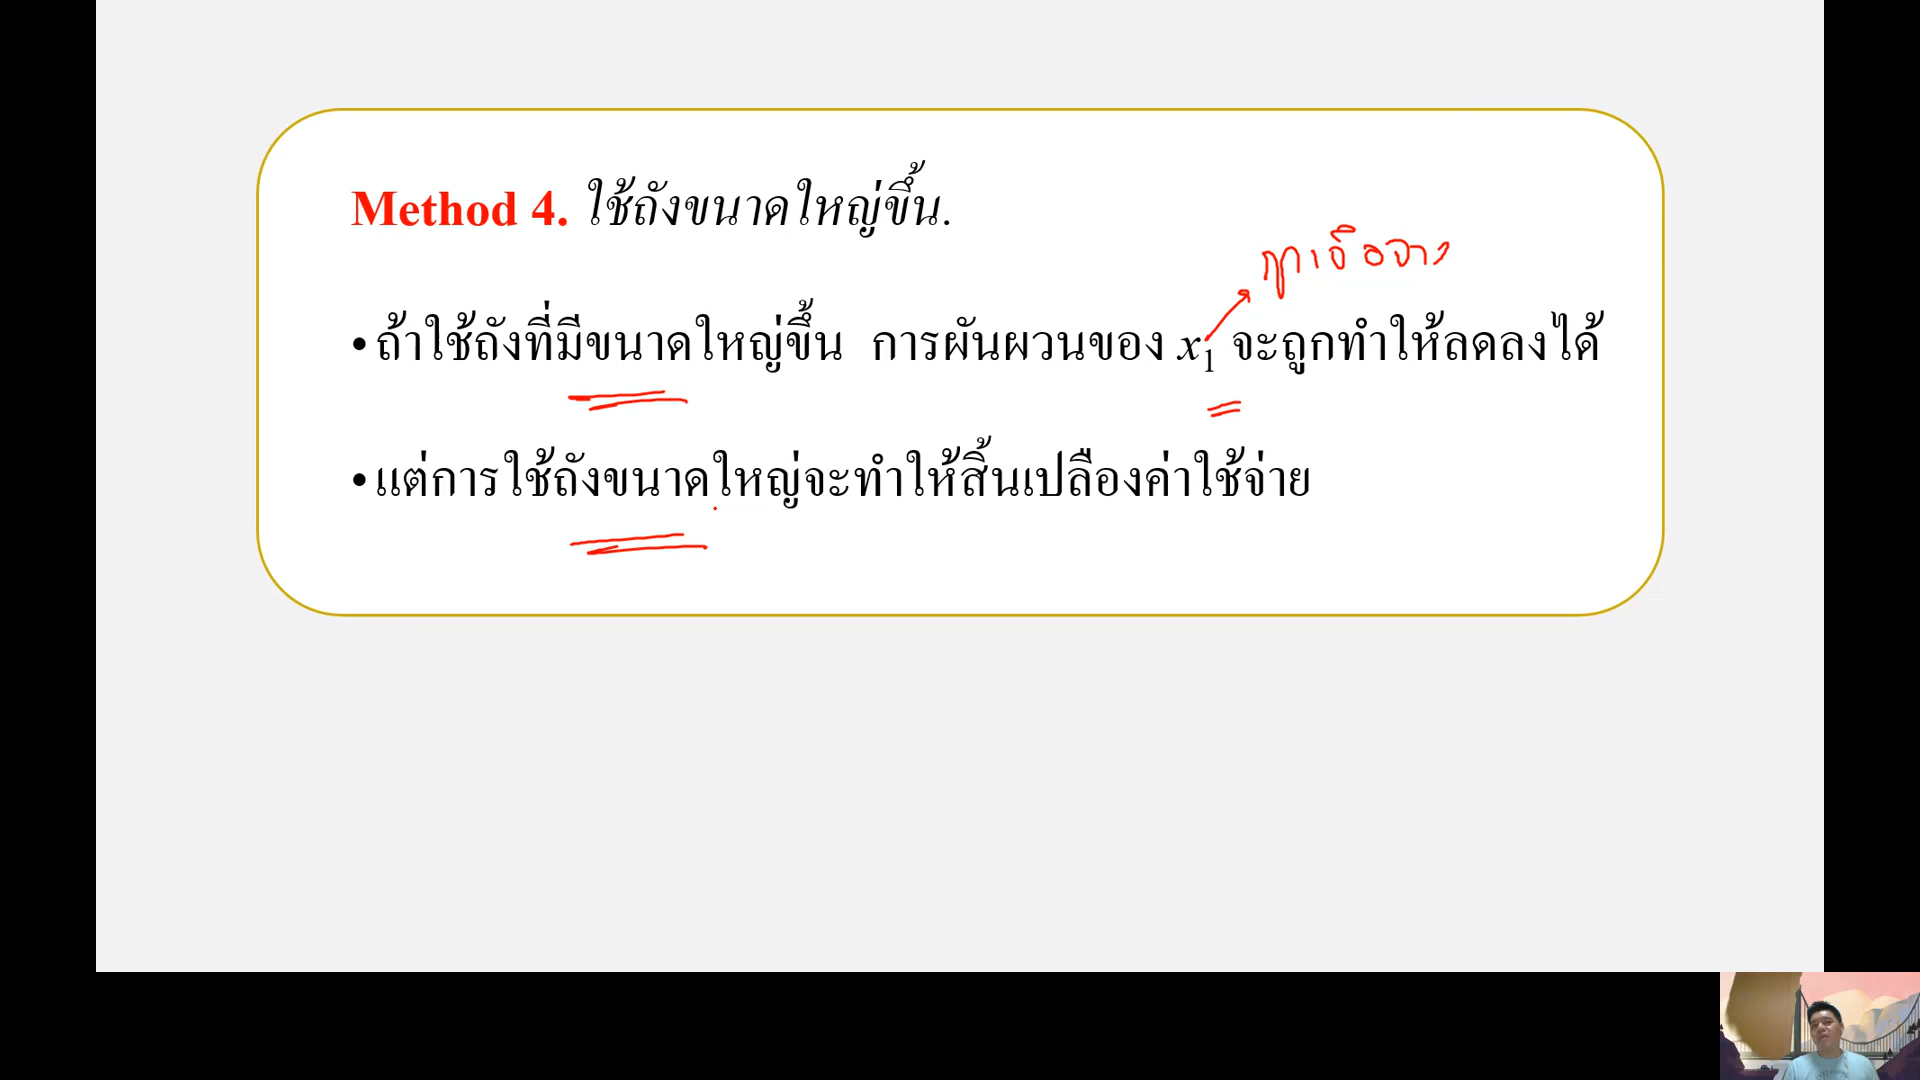 Method 4. ใช้ถังขนาดใหญ่ขึ้น.
ถูกเจือจาง
•ถ้าใช้ถังที่มีขนาดใหญ่ขึ้น การผันผวนของ x₁ จะถูกทำให้ลดลงได้
•แต่การใช้ถังขนาดใหญ่จะทำให้สิ้นเปลืองค่าใช้จ่าย